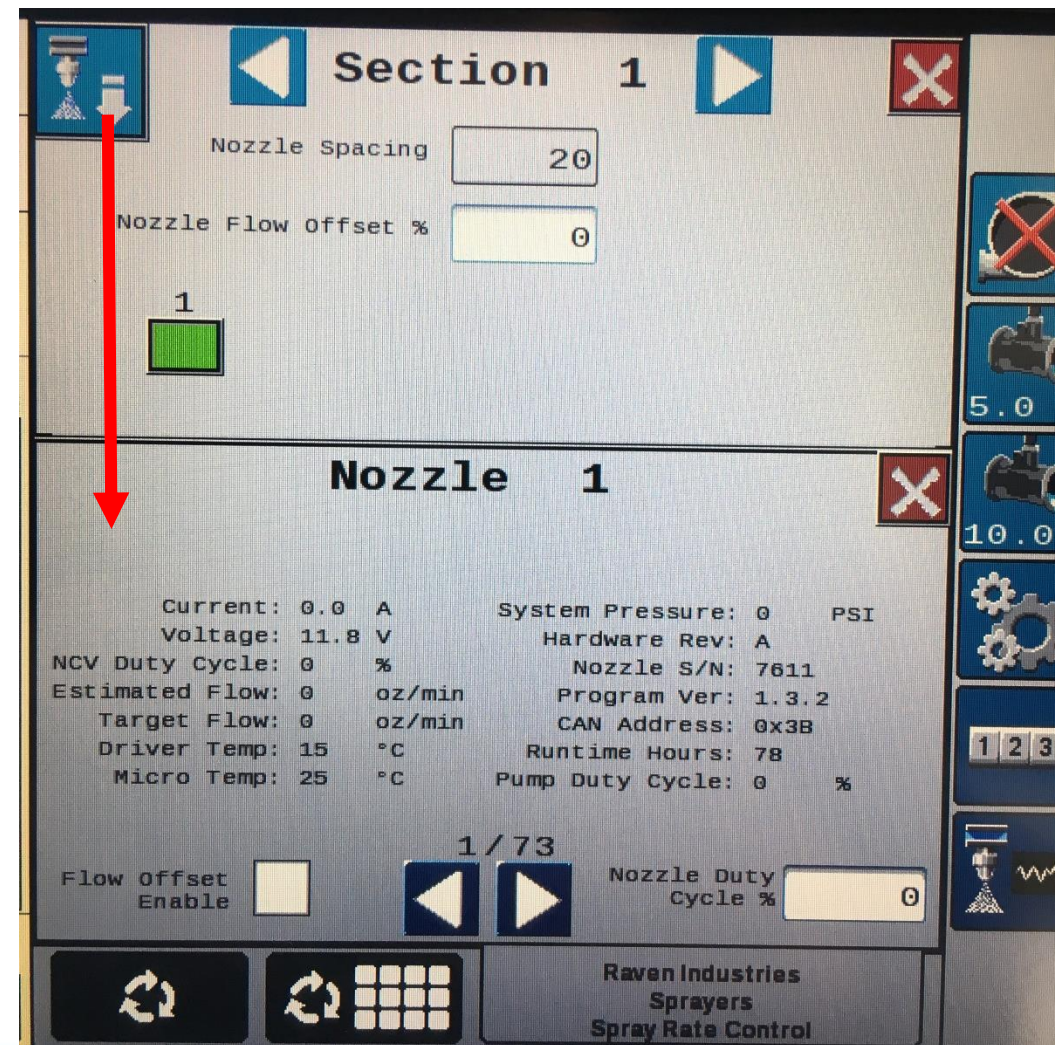 Section 1
Nozzle Spacing 20
Nozzle Flow Offset % 0
1
5.0
Nozzle 1
10.0
Current: 0.0 A System Pressure: 0 PSI
Voltage: 11.8 V Hardware Rev: A
NCV Duty Cycle: 0 % Nozzle S/N: 7611
Estimated Flow: 0 oz/min Program Ver: 1.3.2
Target Flow: 0 oz/min CAN Address: 0x3B
Driver Temp: 15 °C Runtime Hours: 78
Micro Temp: 25 °C Pump Duty Cycle: 0 %
1 2 3
1/73
Flow Offset
Enable
Nozzle Duty
Cycle % 0
Raven Industries
Sprayers
Spray Rate Control